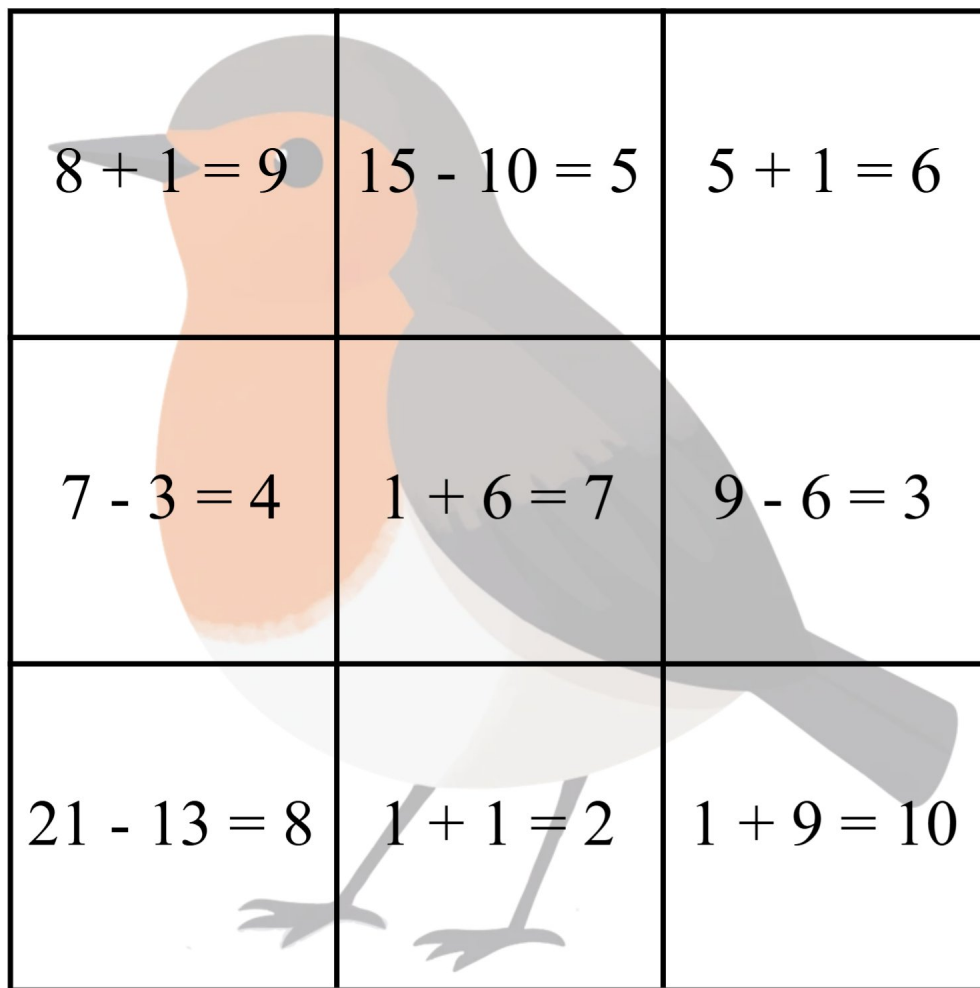 8 + 1 = 9
15 - 10 = 5
5 + 1 = 6
7 - 3 = 4
1 + 6 = 7
9 - 6 = 3
21 - 13 = 8
1 + 1 = 2
1 + 9 = 10